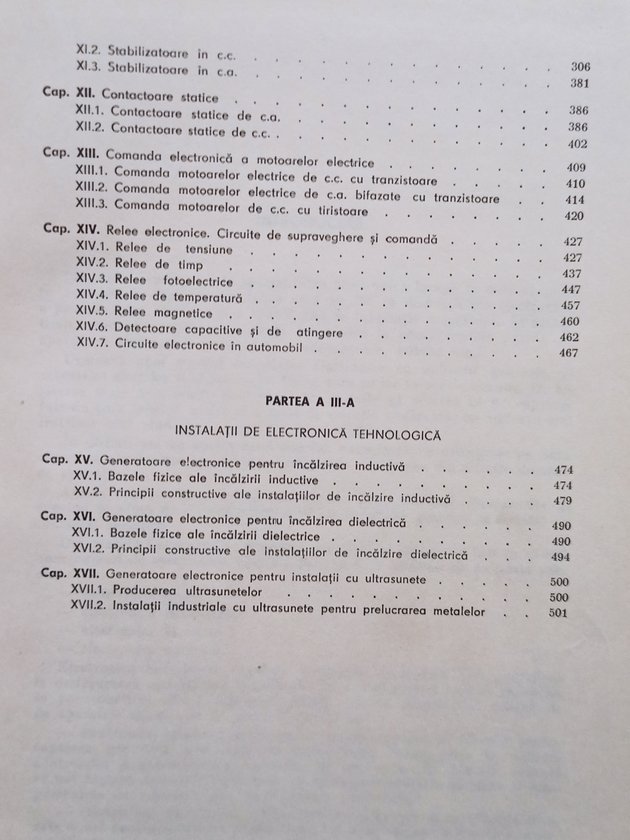 XI.2. Stabilizatoare in c.c. . . . . . . . . . . . . 306
XI.3. Stabilizatoare in c.a. . . . . . . . . . . . . 381
Cap. XII. Contactoare statice . . . . . . . . . . . . . 386
XII.1. Contactoare statice de c.a. . . . . . . . . . . . 386
XII.2. Contactoare statice de c.c. . . . . . . . . . . . 402
Cap. XIII. Comanda electronică a motoarelor electrice . . . . . . . 409
XIII.1. Comanda motoarelor electrice de c.c. cu tranzistoare . . . . . 410
XIII.2. Comanda motoarelor electrice de c.a. bifazate cu tranzistoare . . 414
XIII.3. Comanda motoarelor de c.c. cu tiristoare . . . . . . . 420
Cap. XIV. Relee electronice. Circuite de supraveghere și comandă . . . . . 427
XIV.1. Relee de tensiune . . . . . . . . . . . . 427
XIV.2. Relee de timp . . . . . . . . . . . . 437
XIV.3. Relee fotoelectrice . . . . . . . . . . . . 447
XIV.4. Relee de temperatură . . . . . . . . . . . . 457
XIV.5. Relee magnetice . . . . . . . . . . . . 460
XIV.6. Detectoare capacitive și de atingere . . . . . . . . 462
XIV.7. Circuite electronice in automobil . . . . . . . . . 467
PARTEA A III-A
INSTALAȚII DE ELECTRONICĂ TEHNOLOGICĂ
Cap. XV. Generatoare electronice pentru încălzirea inductivă . . . . . . 474
XV.1. Bazele fizice ale încălzirii inductive . . . . . . . . . 474
XV.2. Principii constructive ale instalațiilor de încălzire inductivă . . . . 479
Cap. XVI. Generatoare electronice pentru încălzirea dielectrică . . . . . . 490
XVI.1. Bazele fizice ale încălzirii dielectrice . . . . . . . . . 490
XVI.2. Principii constructive ale instalațiilor de încălzire dielectrică . . . 494
Cap. XVII. Generatoare electronice pentru instalații cu ultrasunete . . . . . 500
XVII.1. Producerea ultrasunetelor . . . . . . . . . . . 500
XVII.2. Instalații industriale cu ultrasunete pentru prelucrarea metalelor . . 501